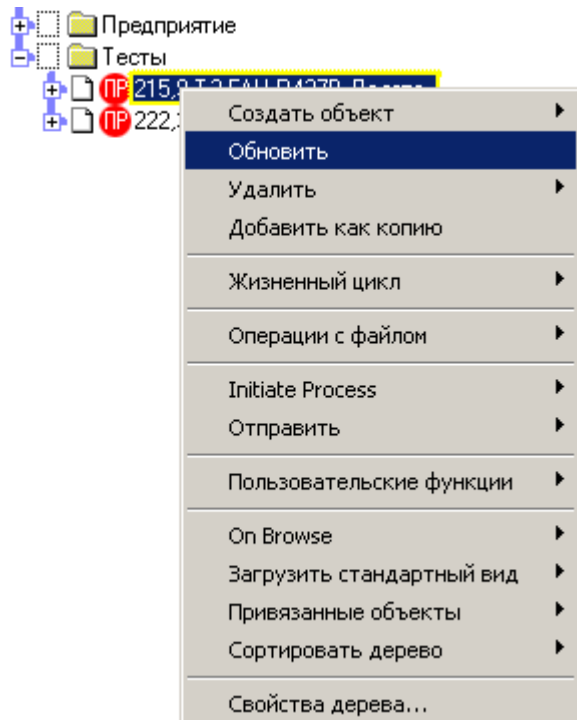 Предприятие
Тесты
ПР 215,9
ПР 222,
Создать объект
Обновить
Удалить
Добавить как копию
Жизненный цикл
Операции с файлом
Initiate Process
Отправить
Пользовательские функции
On Browse
Загрузить стандартный вид
Привязанные объекты
Сортировать дерево
Свойства дерева...